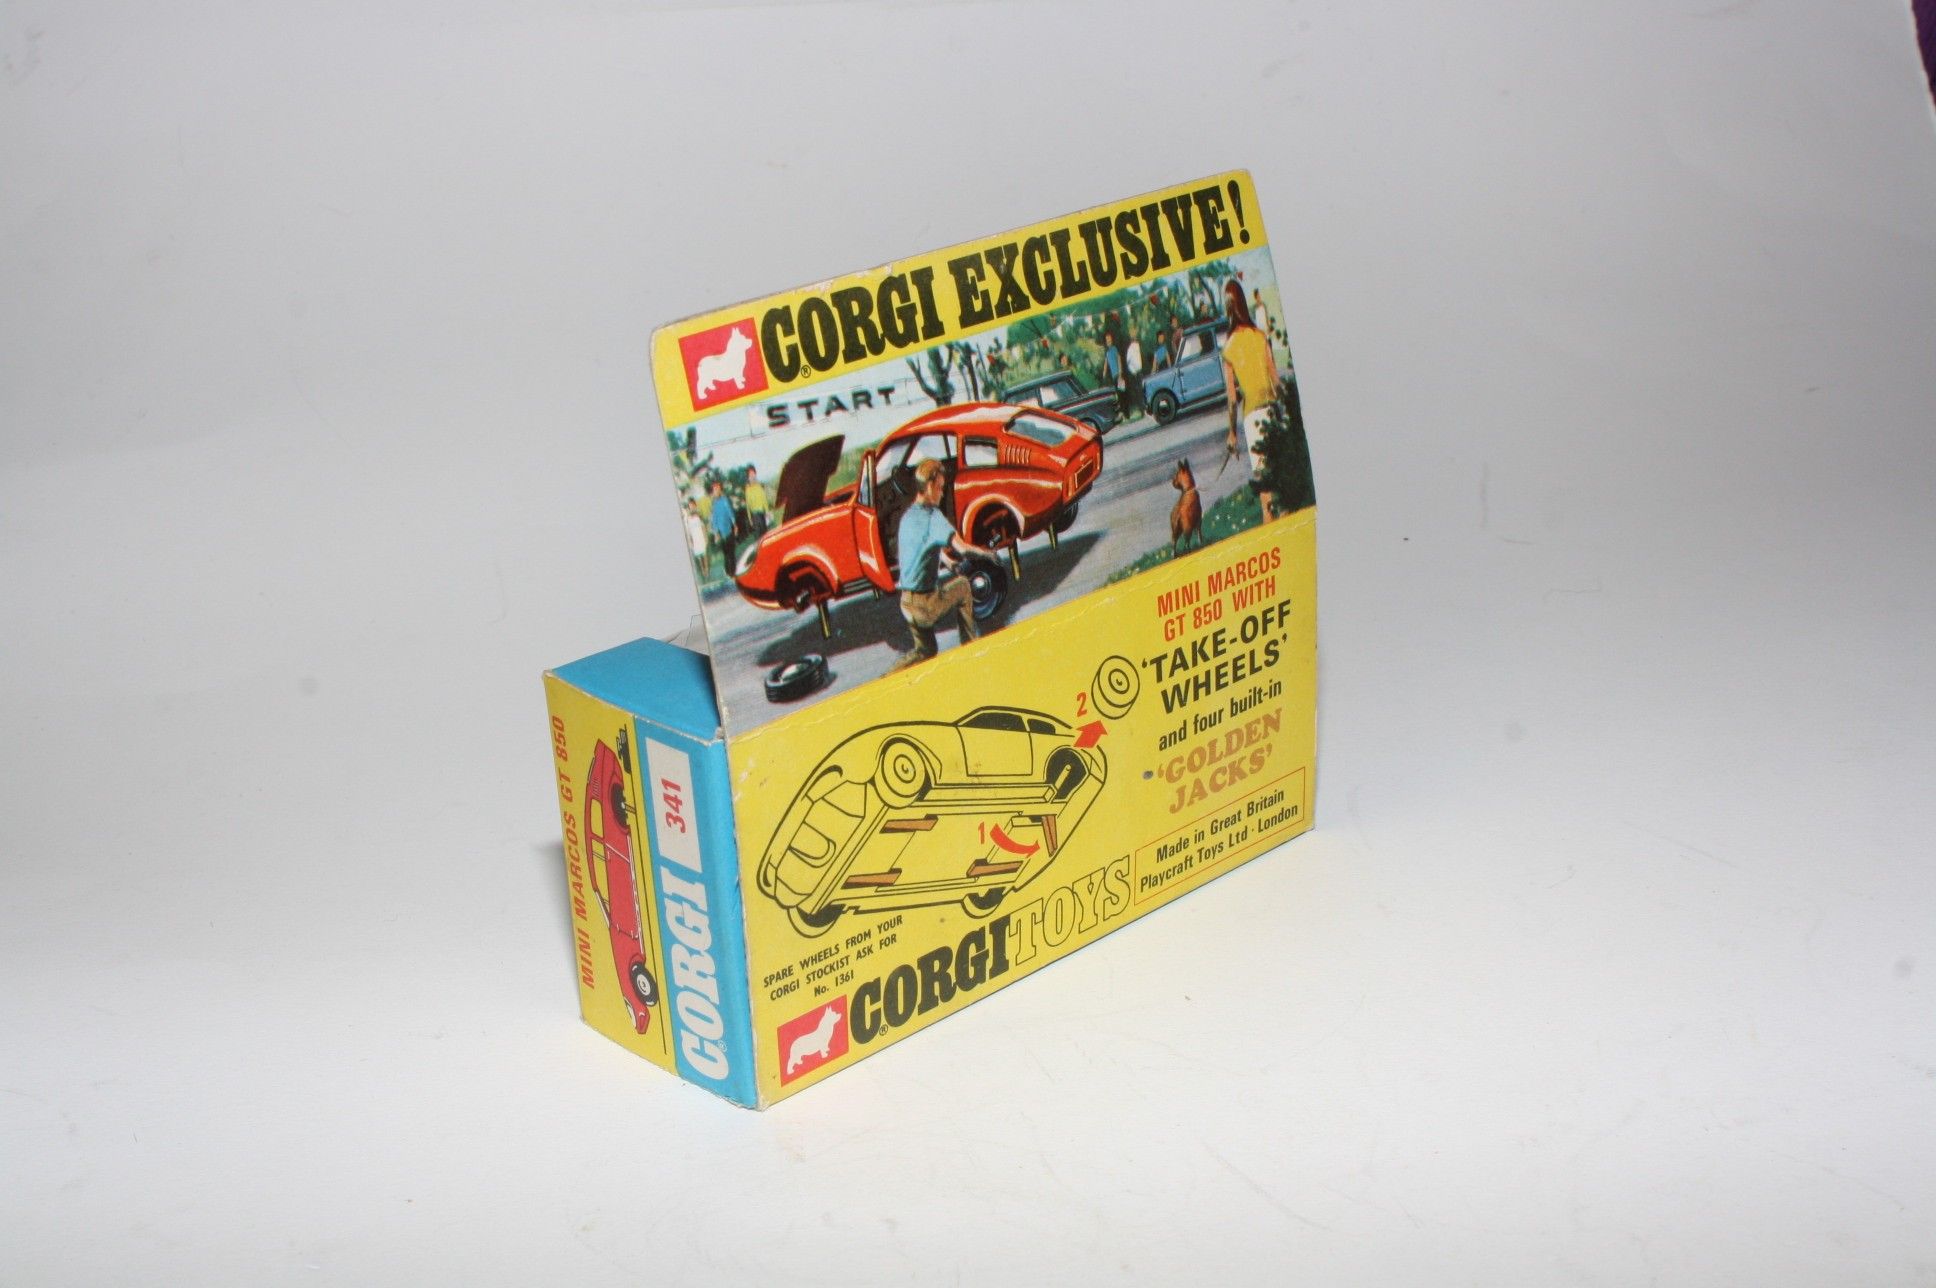 CORGI EXCLUSIVE!
®
START
MINI MARCOS
GT 850 WITH
'TAKE-OFF
WHEELS'
and four built-in
'GOLDEN
JACKS'
2
1
Made in Great Britain
Playcraft Toys Ltd · London
SPARE WHEELS FROM YOUR
CORGI STOCKIST ASK FOR
No. 1361
CORGI TOYS
®
MINI MARCOS GT 850
341
CORGI
®